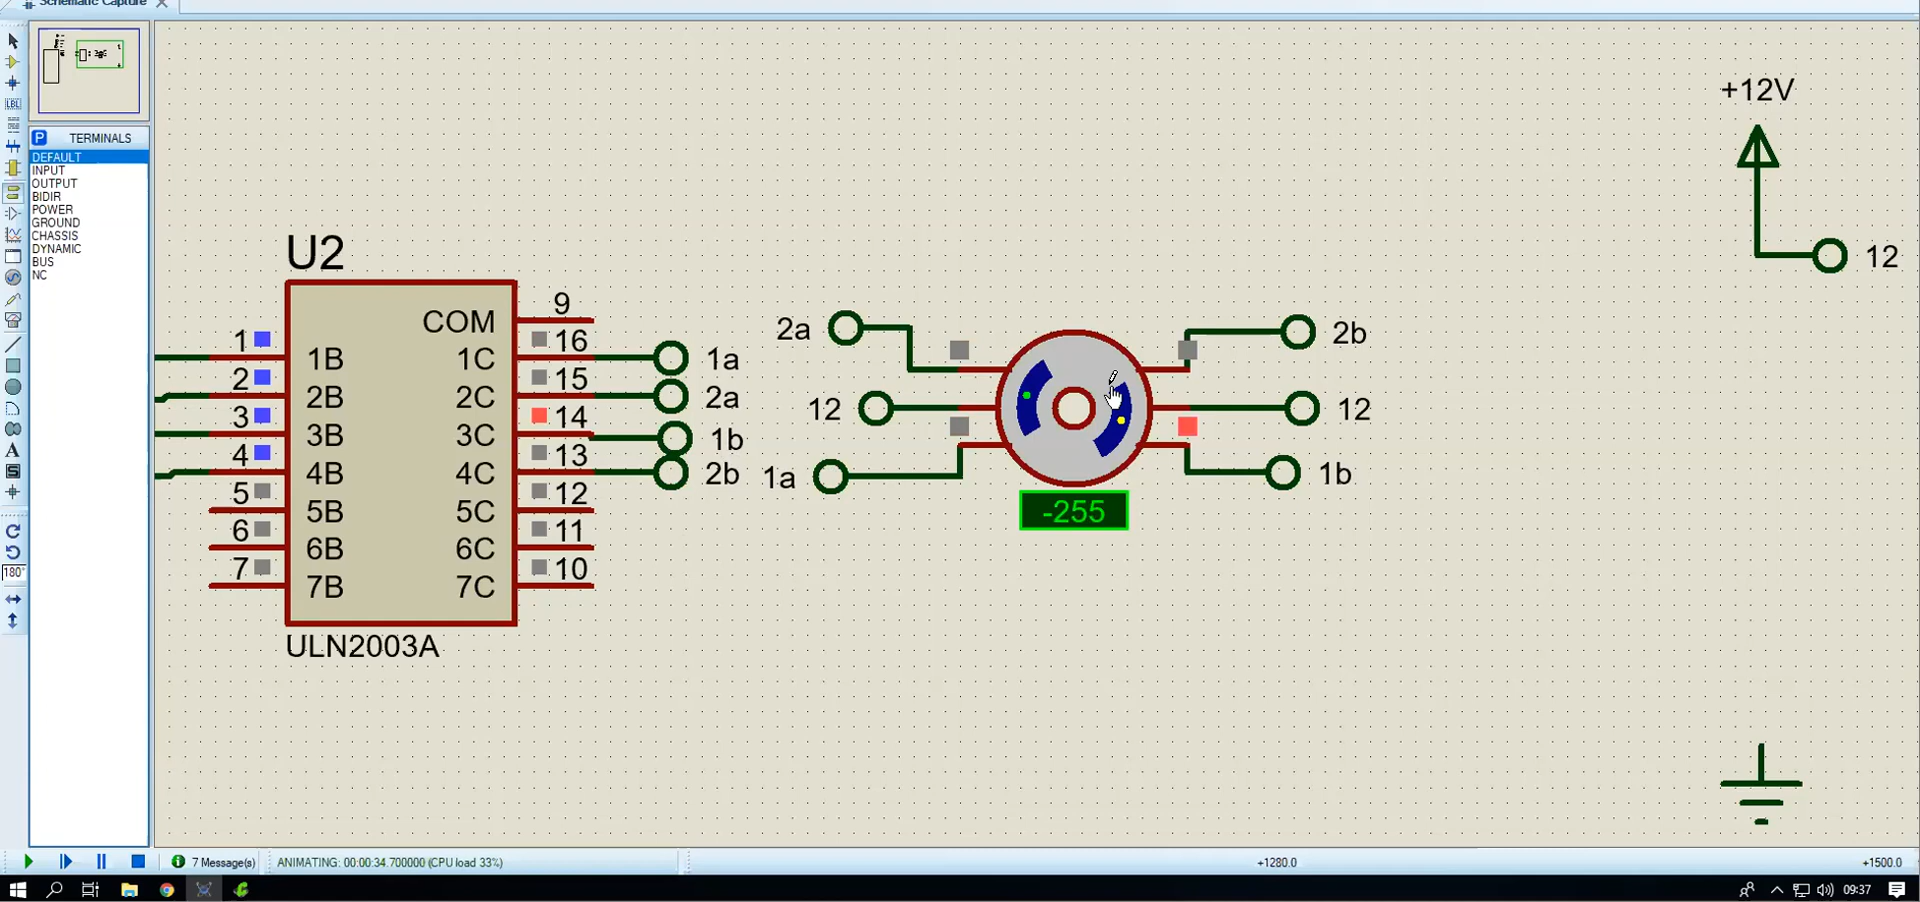 Schematic Capture
LBL
P TERMINALS
DEFAULT
INPUT
OUTPUT
BIDIR
POWER
GROUND
CHASSIS
DYNAMIC
BUS
NC
A
S
180°
+12V
12
U2
COM 9
1 1B 1C 16 1a
2 2B 2C 15 2a
3 3B 3C 14 1b
4 4B 4C 13 2b
5 5B 5C 12
6 6B 6C 11
7 7B 7C 10
ULN2003A
2a 2b
12 12
1a 1b
-255
7 Message(s) ANIMATING: 00:00:34.700000 (CPU load 33%) +1280.0 +1500.0
09:37